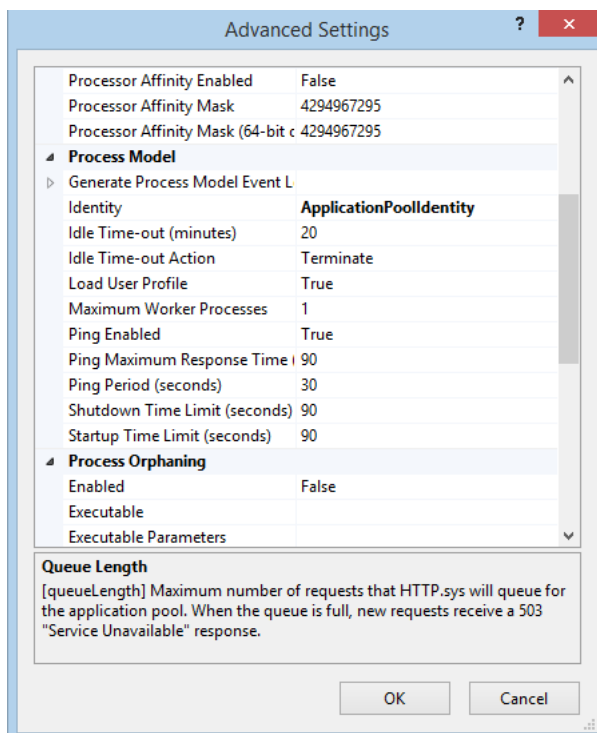 Advanced Settings
?
Processor Affinity Enabled False
Processor Affinity Mask 4294967295
Processor Affinity Mask (64-bit c 4294967295
Process Model
Generate Process Model Event L
Identity ApplicationPoolIdentity
Idle Time-out (minutes) 20
Idle Time-out Action Terminate
Load User Profile True
Maximum Worker Processes 1
Ping Enabled True
Ping Maximum Response Time ( 90
Ping Period (seconds) 30
Shutdown Time Limit (seconds) 90
Startup Time Limit (seconds) 90
Process Orphaning
Enabled False
Executable
Executable Parameters
Queue Length
[queueLength] Maximum number of requests that HTTP.sys will queue for
the application pool. When the queue is full, new requests receive a 503
"Service Unavailable" response.
OK Cancel